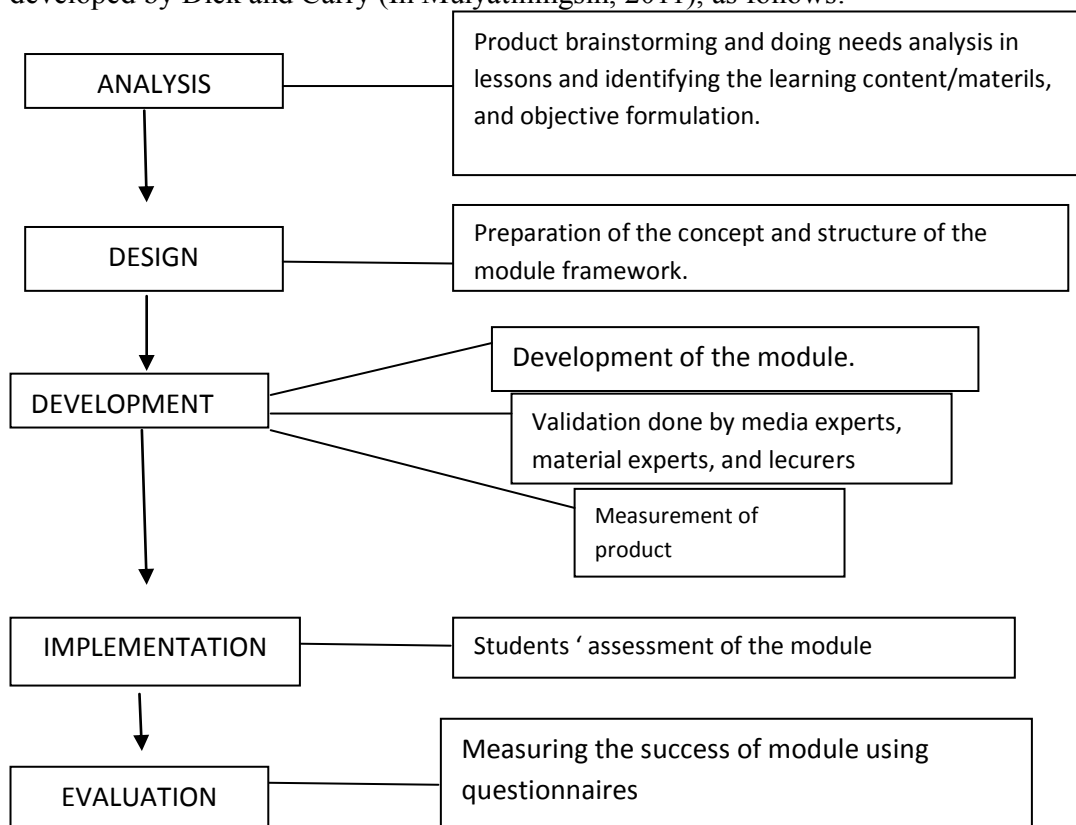 developed by Dick and Carry (In Mulyatiningsih, 2011), as follows:
ANALYSIS
Product brainstorming and doing needs analysis in
lessons and identifying the learning content/materils,
and objective formulation.
DESIGN
Preparation of the concept and structure of the
module framework.
DEVELOPMENT
Development of the module.
Validation done by media experts,
material experts, and lecurers
Measurement of
product
IMPLEMENTATION
Students ‘ assessment of the module
EVALUATION
Measuring the success of module using
questionnaires